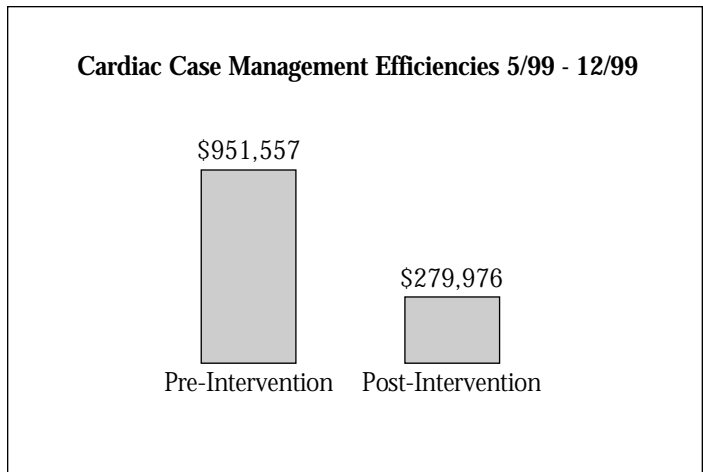 Cardiac Case Management Efficiencies 5/99 - 12/99
$951,557
$279,976
Pre-Intervention Post-Intervention